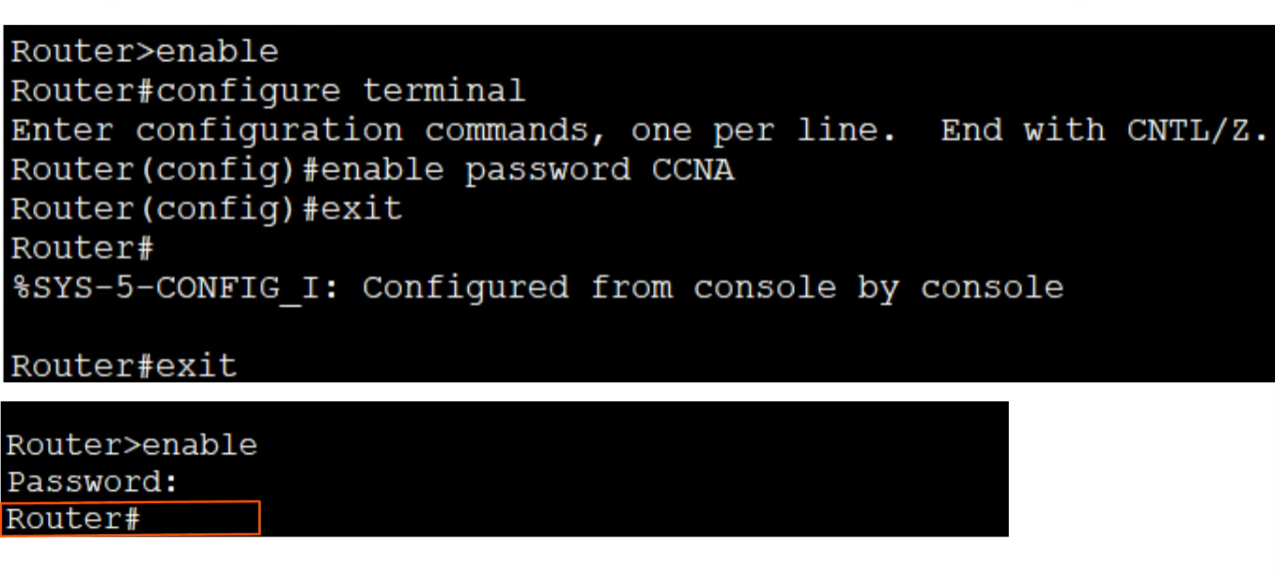 Router>enable
Router#configure terminal
Enter configuration commands, one per line.  End with CNTL/Z.
Router(config)#enable password CCNA
Router(config)#exit
Router#
%SYS-5-CONFIG_I: Configured from console by console
Router#exit
Router>enable
Password:
Router#